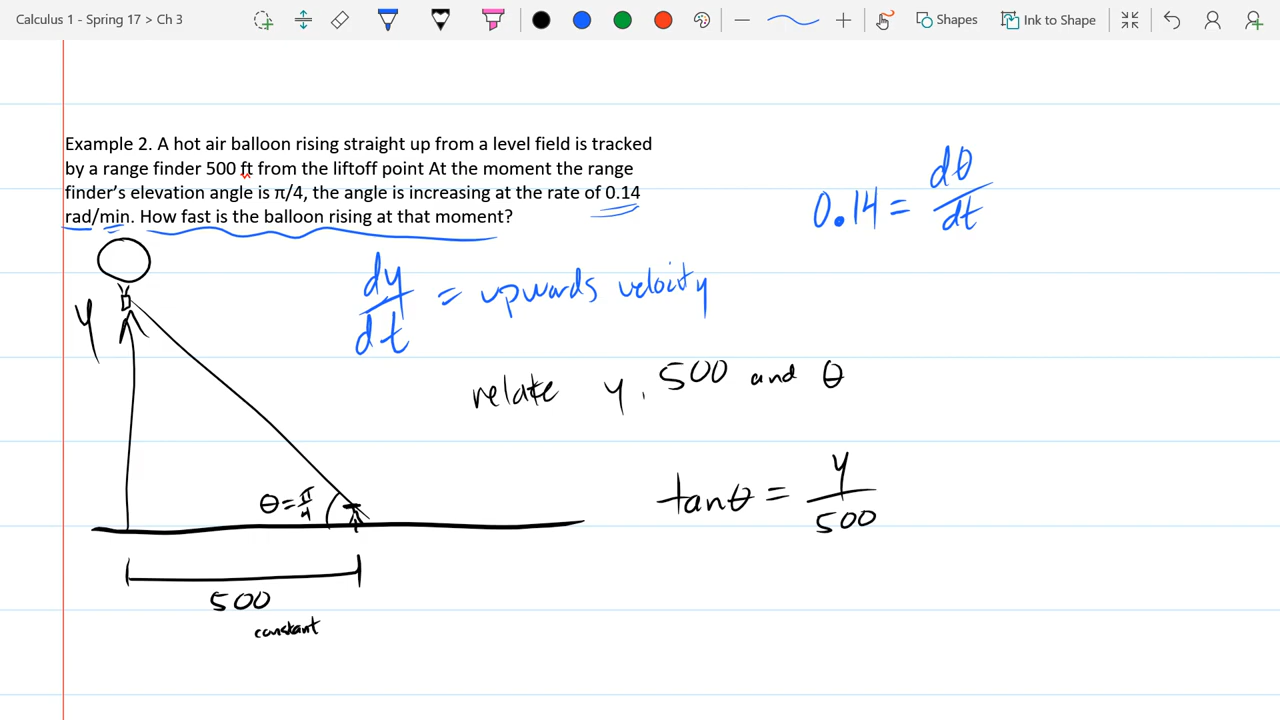 Calculus 1 - Spring 17 > Ch 3
Shapes
Ink to Shape
Example 2. A hot air balloon rising straight up from a level field is tracked
by a range finder 500 ft from the liftoff point At the moment the range
finder's elevation angle is π/4, the angle is increasing at the rate of 0.14
rad/min. How fast is the balloon rising at that moment?
0.14 = dθ/dt
dy/dt = upwards velocity
y
relate y, 500 and θ
tanθ = y/500
θ = π/4
500
constant